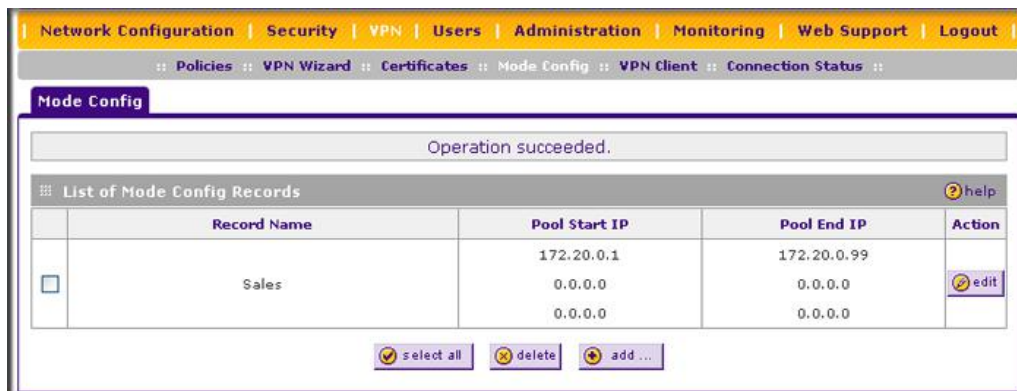 Network Configuration | Security | VPN | Users | Administration | Monitoring | Web Support | Logout
:: Policies :: VPN Wizard :: Certificates :: Mode Config :: VPN Client :: Connection Status ::
Mode Config
Operation succeeded.
List of Mode Config Records
help
Record Name Pool Start IP Pool End IP Action
172.20.0.1 172.20.0.99
Sales 0.0.0.0 0.0.0.0 edit
0.0.0.0 0.0.0.0
select all delete add ...